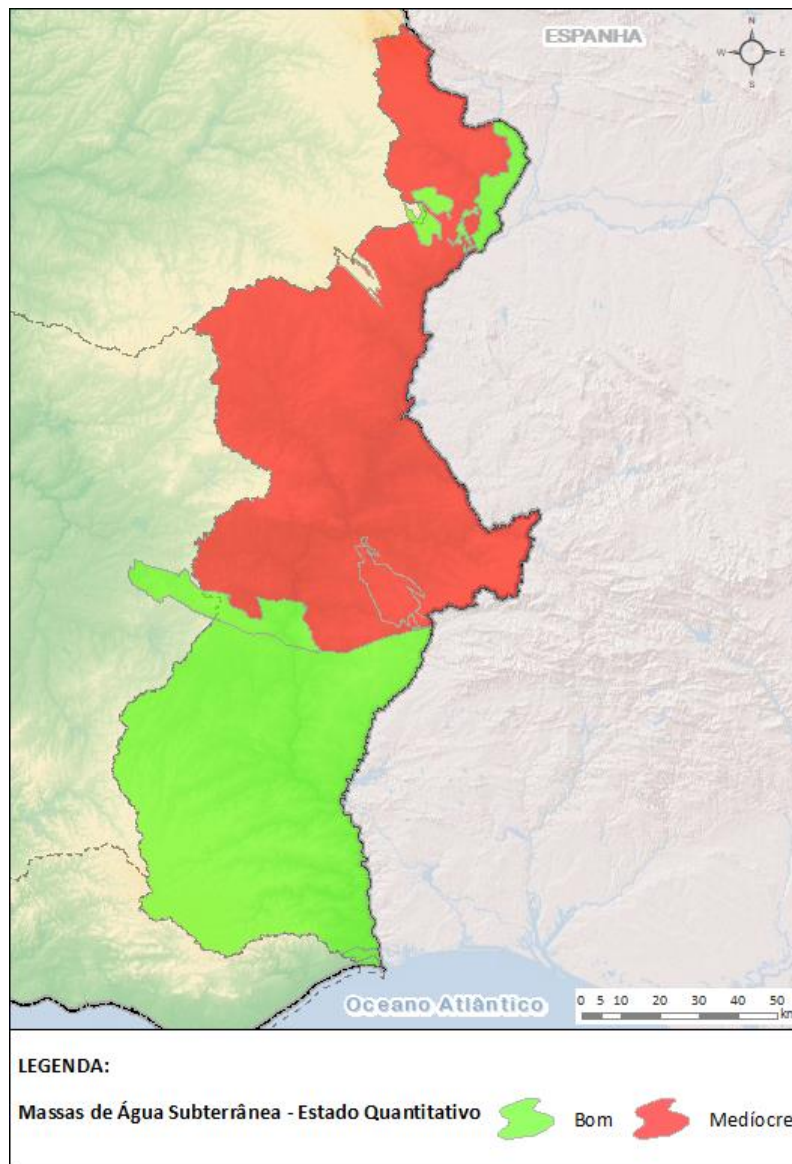 ESPANHA
N
W E
S
Oceano Atlântico
0 5 10 20 30 40 50
km
LEGENDA:
Massas de Água Subterrânea - Estado Quantitativo Bom Medíocre